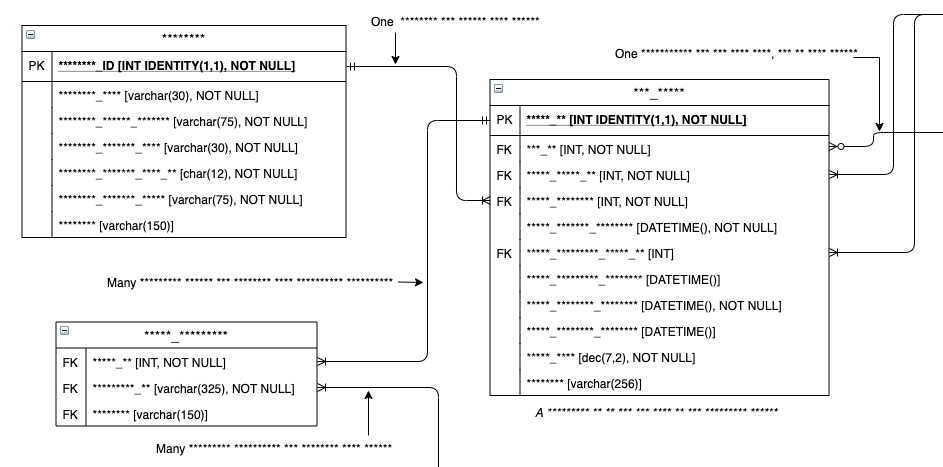 One ******** *** ****** **** ******
********
PK ********_ID [INT IDENTITY(1,1), NOT NULL]
********_**** [varchar(30), NOT NULL]
********_******_******* [varchar(75), NOT NULL]
********_*******_**** [varchar(30), NOT NULL]
********_*******_****_** [char(12), NOT NULL]
********_*******_***** [varchar(75), NOT NULL]
******** [varchar(150)]
One *********** *** *** **** ****, *** ** **** ******
***_*****
PK *****_** [INT IDENTITY(1,1), NOT NULL]
FK ***_** [INT, NOT NULL]
FK *****_*****_** [INT, NOT NULL]
FK *****_******** [INT, NOT NULL]
*****_*******_****** [DATETIME(), NOT NULL]
FK *****_*********_*****_** [INT]
*****_*********_******** [DATETIME()]
*****_********_******** [DATETIME(), NOT NULL]
*****_********_******** [DATETIME()]
*****_**** [dec(7,2), NOT NULL]
******** [varchar(256)]
A ********* ** ** *** *** **** ** *** ********* ******
Many ********* ****** *** ******** **** ********** *********
*****_*********
FK *****_** [INT, NOT NULL]
FK *********_** [varchar(325), NOT NULL]
FK ******** [varchar(150)]
Many ********* ********** *** ******** **** ******